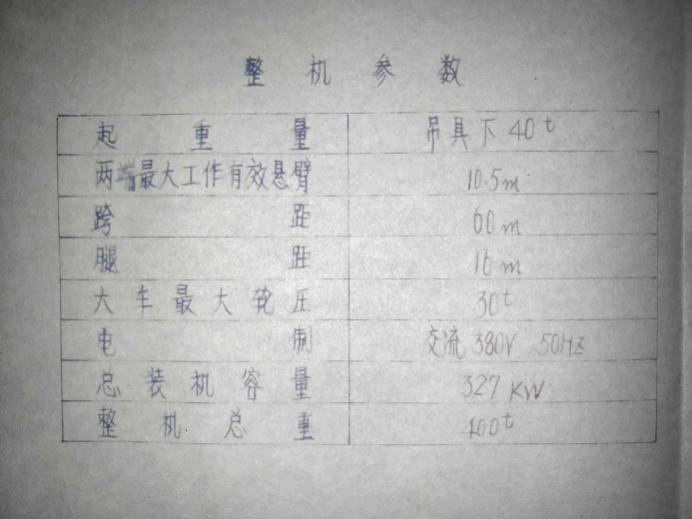 整机参数
起重量 吊具下40t
两端最大工作有效悬臂 10.5m
跨距 60m
腿距 16m
大车最大轮压 30t
电制 交流380V 50HZ
总装机容量 327KW
整机总重 400t